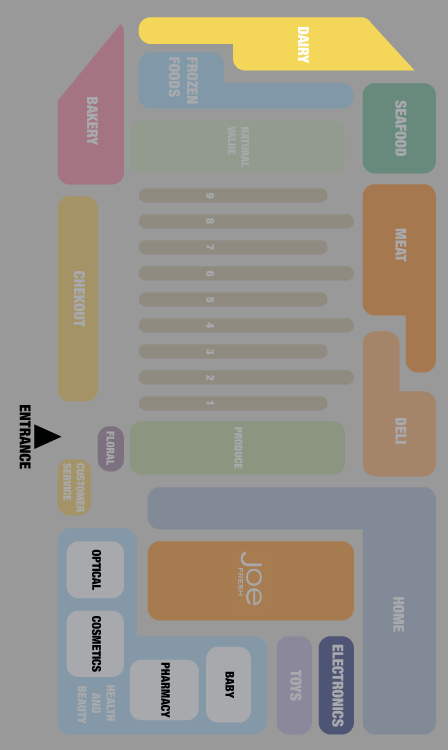 DAIRY
FROZEN
FOODS
BAKERY
SEAFOOD
NATURAL
VALUE
9
8
7
6
5
4
3
2
1
MEAT
CHEKOUT
DELI
PRODUCE
FLORAL
ENTRANCE
CUSTOMER
SERVICE
HOME
JOE
FRESH
OPTICAL
COSMETICS
HEALTH
AND
BEAUTY
PHARMACY
BABY
TOYS
ELECTRONICS